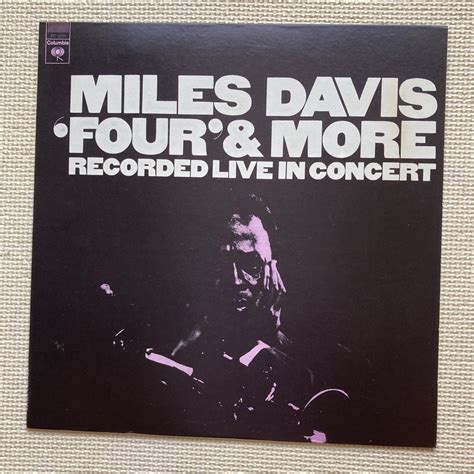 Columbia
MILES DAVIS
'FOUR' & MORE
RECORDED LIVE IN CONCERT